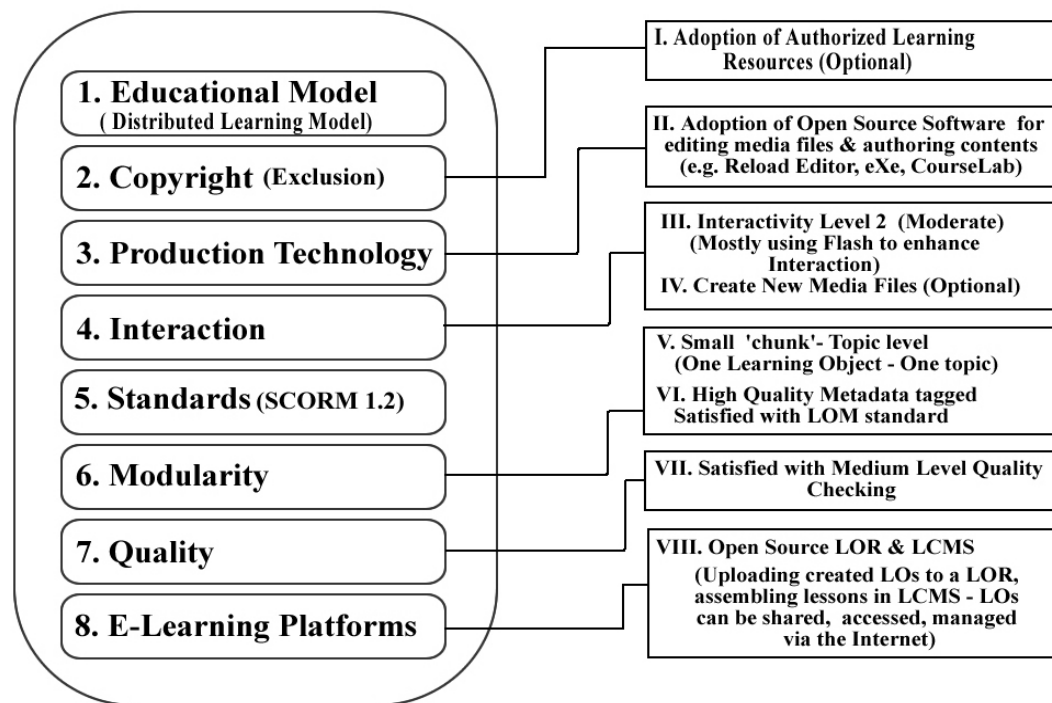 1. Educational Model
( Distributed Learning Model)
2. Copyright (Exclusion)
3. Production Technology
4. Interaction
5. Standards (SCORM 1.2)
6. Modularity
7. Quality
8. E-Learning Platforms
I. Adoption of Authorized Learning
Resources (Optional)
II. Adoption of Open Source Software for
editing media files & authoring contents
(e.g. Reload Editor, eXe, CourseLab)
III. Interactivity Level 2 (Moderate)
(Mostly using Flash to enhance
Interaction)
IV. Create New Media Files (Optional)
V. Small 'chunk'- Topic level
(One Learning Object - One topic)
VI. High Quality Metadata tagged
Satisfied with LOM standard
VII. Satisfied with Medium Level Quality
Checking
VIII. Open Source LOR & LCMS
(Uploading created LOs to a LOR,
assembling lessons in LCMS - LOs
can be shared, accessed, managed
via the Internet)